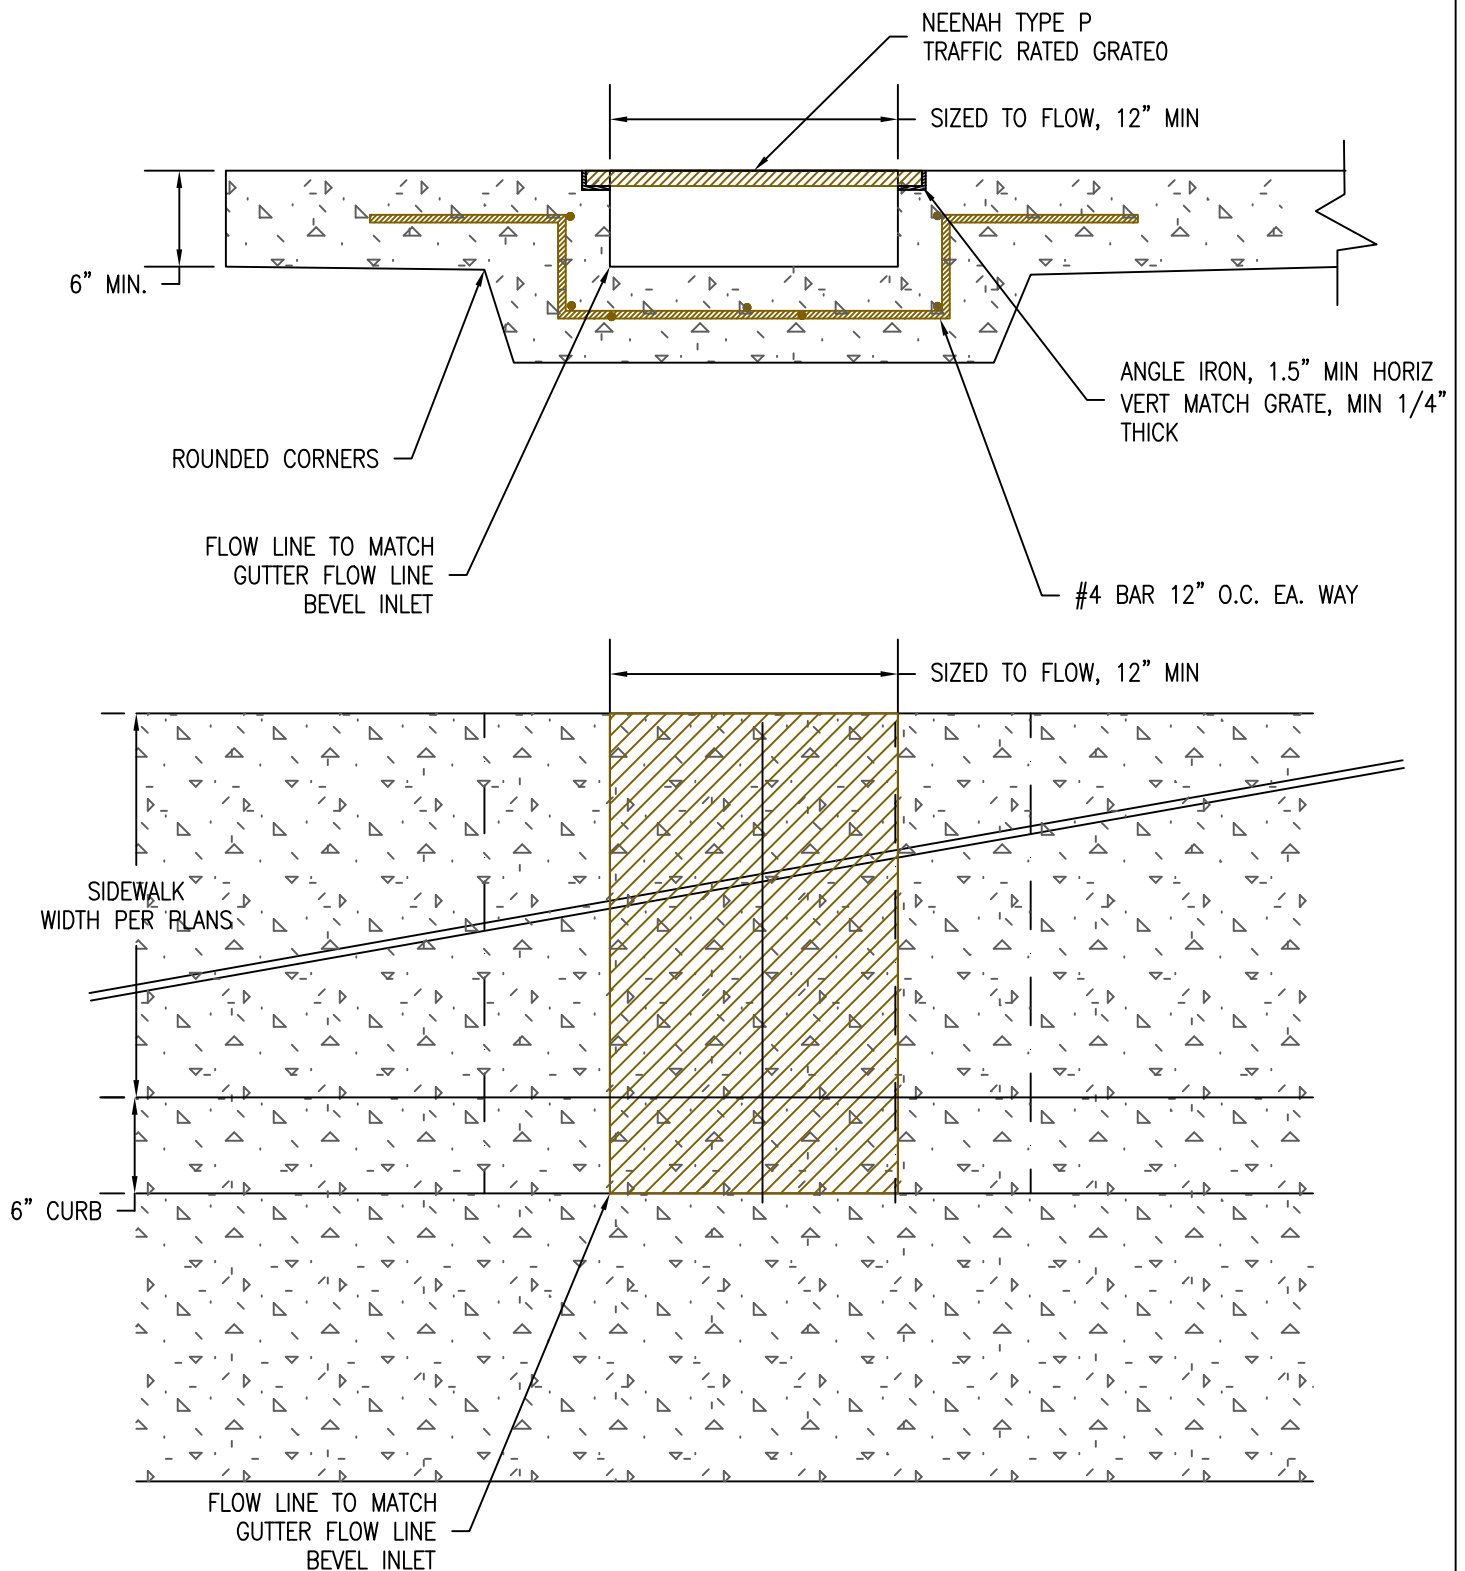 NEENAH TYPE P
TRAFFIC RATED GRATE0
SIZED TO FLOW, 12" MIN
6" MIN.
ANGLE IRON, 1.5" MIN HORIZ
VERT MATCH GRATE, MIN 1/4"
THICK
ROUNDED CORNERS
FLOW LINE TO MATCH
GUTTER FLOW LINE
BEVEL INLET
#4 BAR 12" O.C. EA. WAY
SIZED TO FLOW, 12" MIN
SIDEWALK
WIDTH PER PLANS
6" CURB
FLOW LINE TO MATCH
GUTTER FLOW LINE
BEVEL INLET